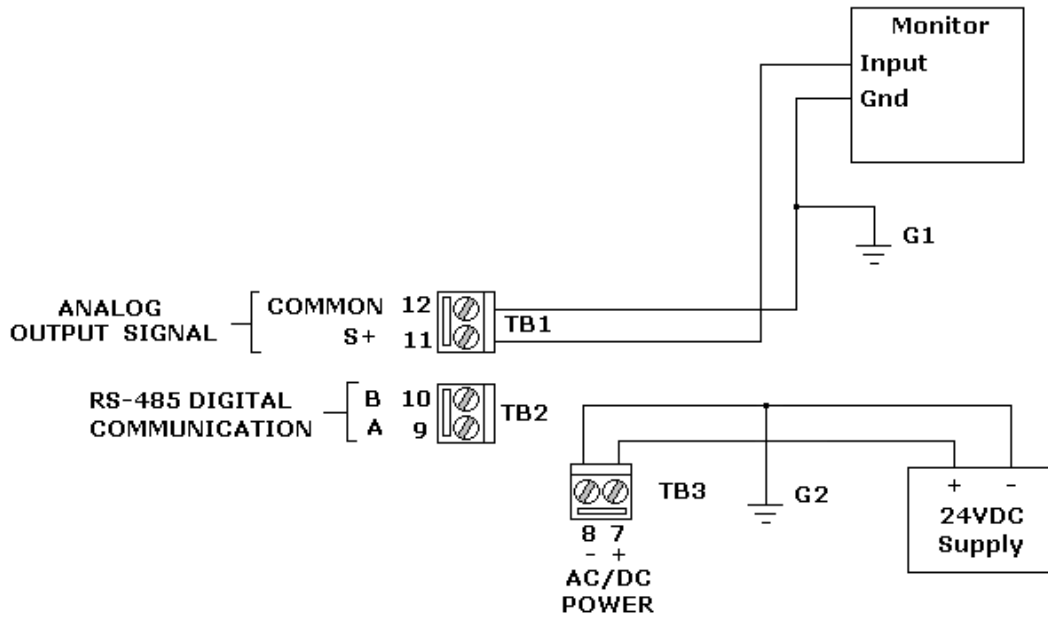 Monitor
Input
Gnd
G1
ANALOG
OUTPUT SIGNAL
COMMON 12
S+ 11
TB1
RS-485 DIGITAL
COMMUNICATION
B 10
A 9
TB2
TB3
G2
8 7
- +
AC/DC
POWER
+ -
24VDC
Supply